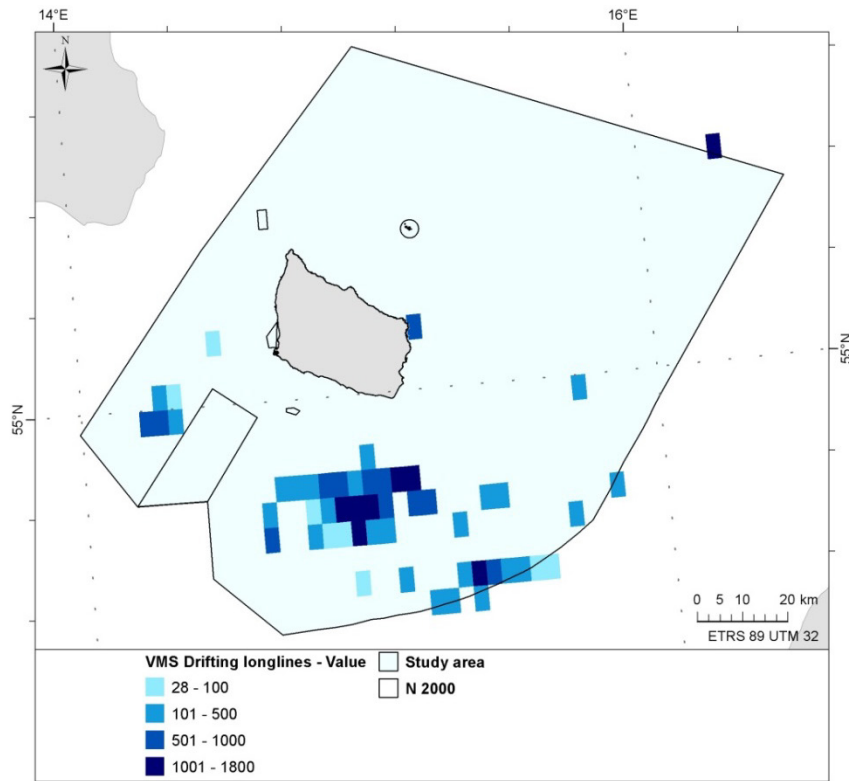 14°E
16°E
N
55°N
55°N
0 5 10 20 km
ETRS 89 UTM 32
VMS Drifting longlines - Value
28 - 100
101 - 500
501 - 1000
1001 - 1800
Study area
N 2000